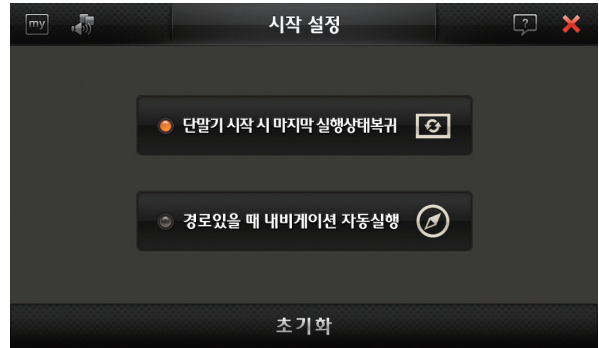 my
시작 설정
?
단말기 시작 시 마지막 실행상태복귀
경로있을 때 내비게이션 자동실행
초기화